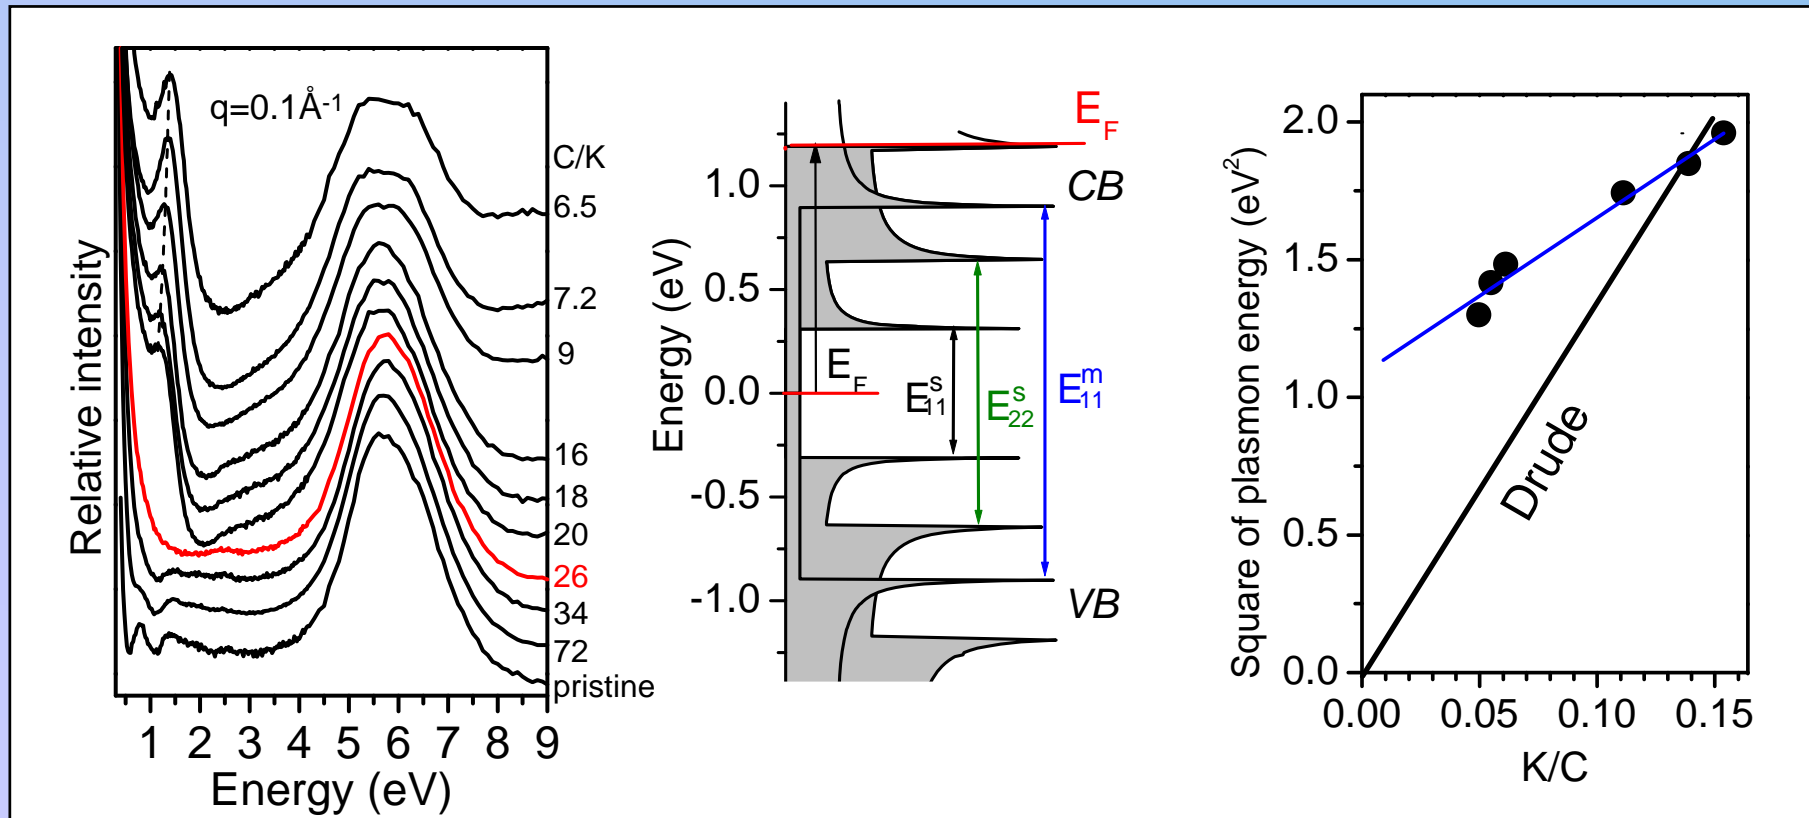 q=0.1Å-1
C/K
6.5
7.2
9
16
18
20
26
34
72
pristine
Relative intensity
1 2 3 4 5 6 7 8 9
Energy (eV)
EF
CB
1.0
0.5
0.0
-0.5
-1.0
Energy (eV)
EF
Es11
Es22
Em11
VB
2.0
1.5
1.0
0.5
0.0
Square of plasmon energy (eV2)
Drude
0.00 0.05 0.10 0.15
K/C